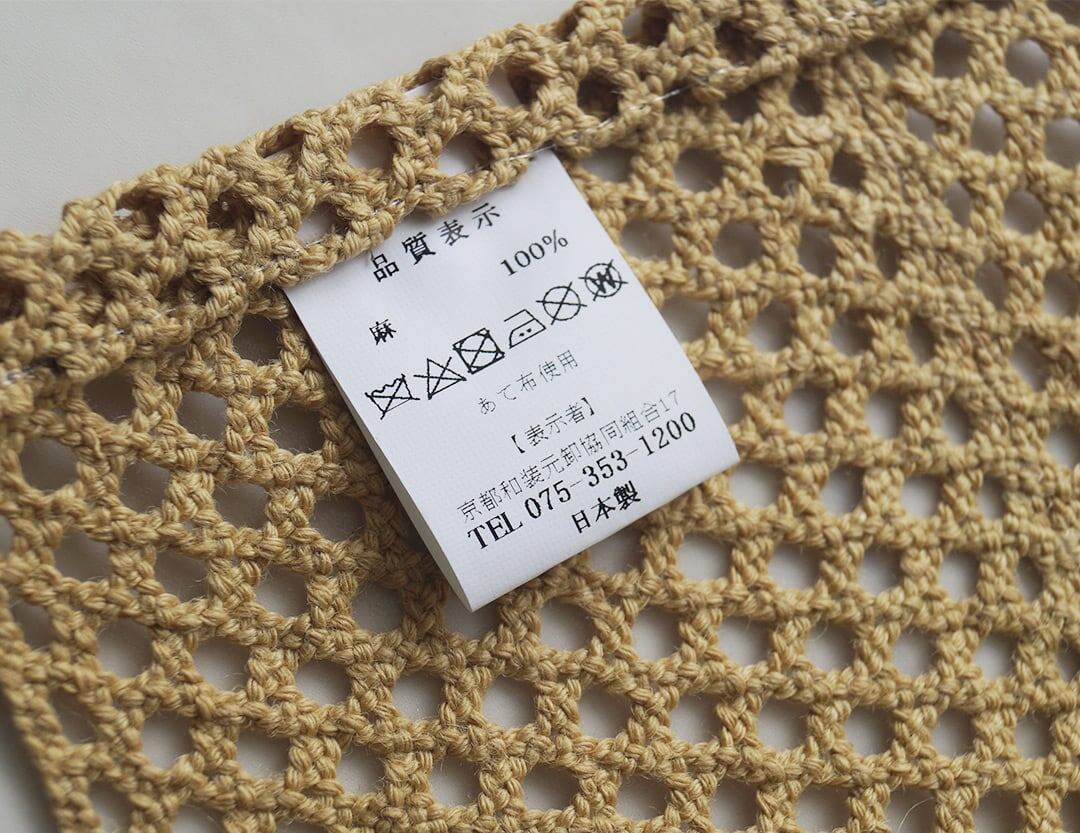 品質表示
麻 100%
あて布使用
【表示者】
京都和装元卸協同組合17
TEL 075-353-1200
日本製